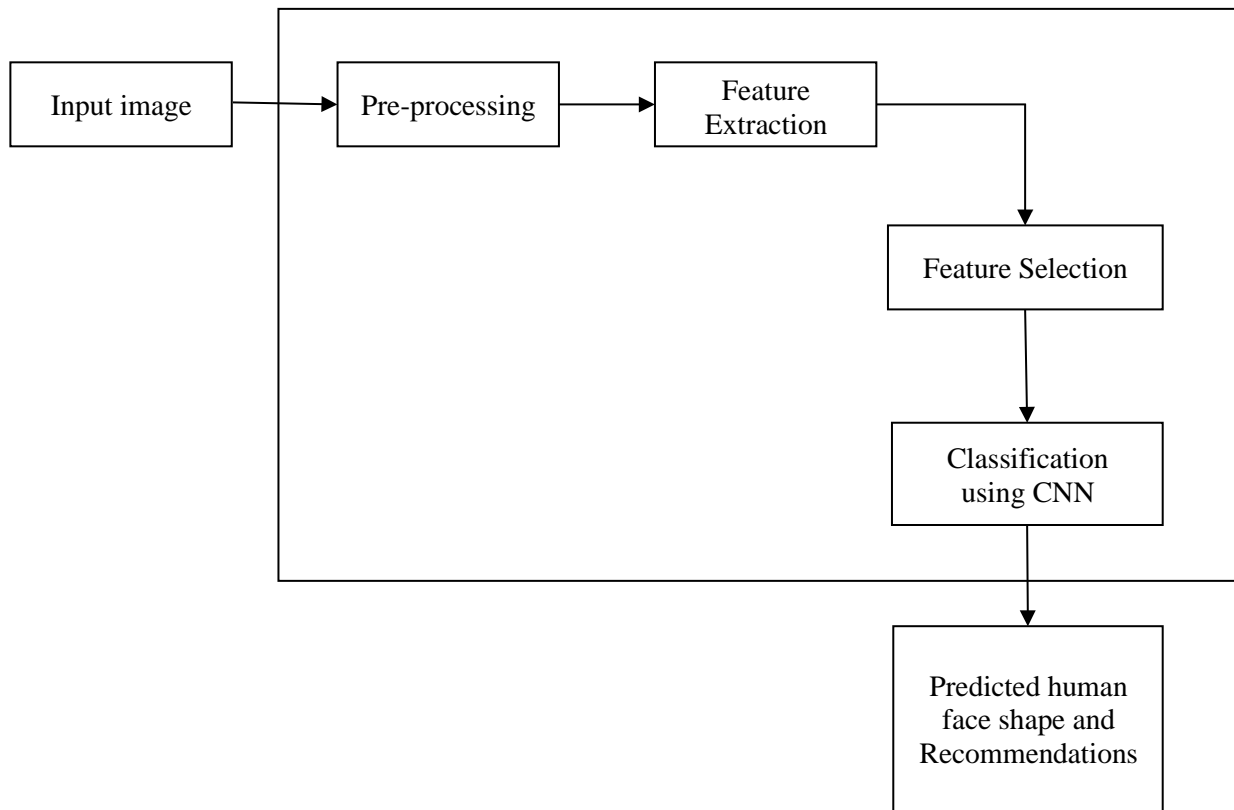 Input image
Pre-processing
Feature
Extraction
Feature Selection
Classification
using CNN
Predicted human
face shape and
Recommendations